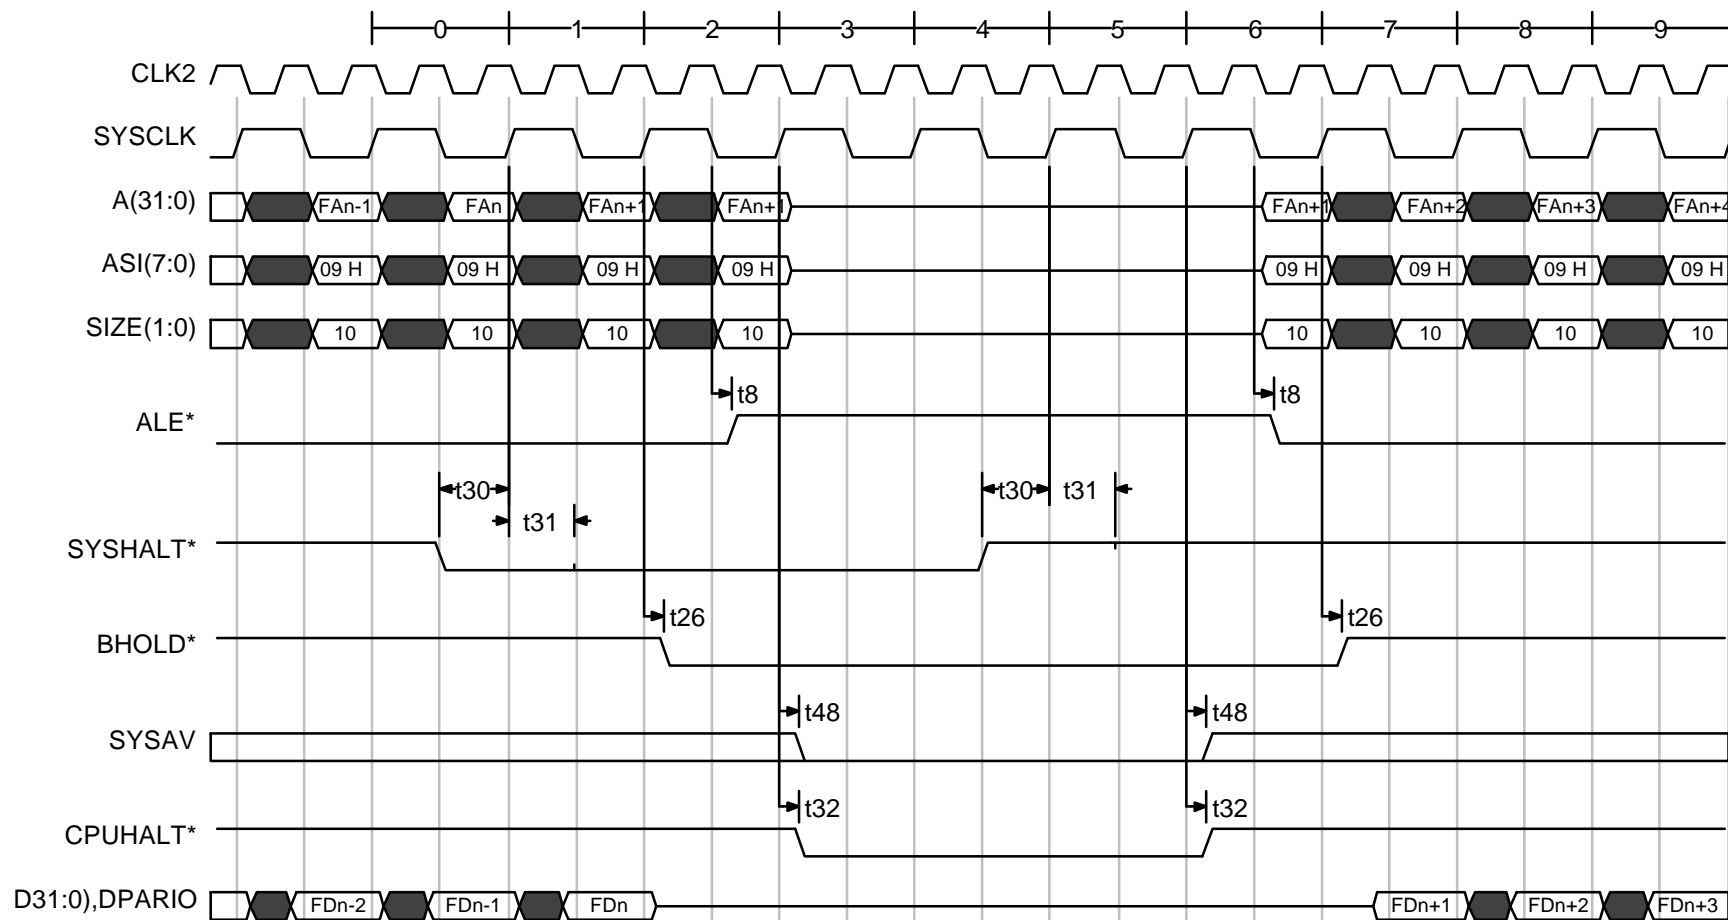 0 1 2 3 4 5 6 7 8 9
CLK2
SYSCLK
A(31:0) FAn-1 FAn FAn+1 FAn+1 FAn+1 FAn+2 FAn+3 FAn+4
ASI(7:0) 09 H 09 H 09 H 09 H 09 H 09 H 09 H 09 H
SIZE(1:0) 10 10 10 10 10 10 10 10
t8 t8
ALE*
t30 t30 t31
t31
SYSHALT*
t26 t26
BHOLD*
t48 t48
SYSAV
t32 t32
CPUHALT*
D31:0),DPARIO FDn-2 FDn-1 FDn FDn+1 FDn+2 FDn+3